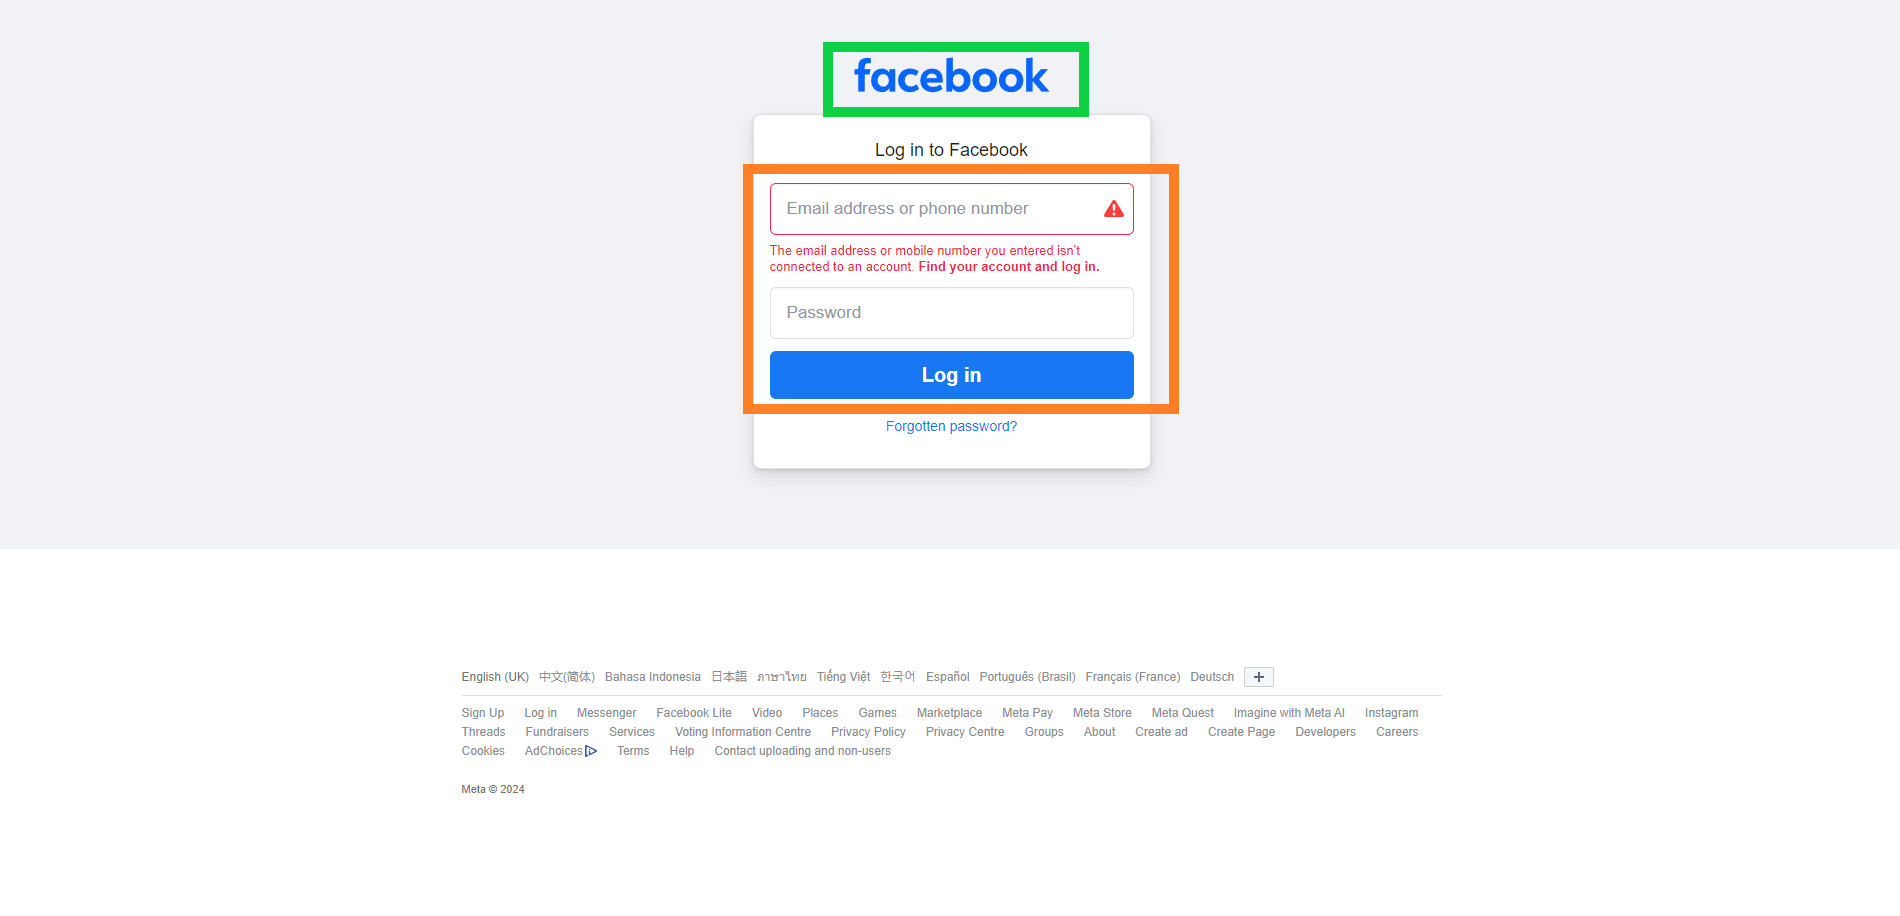 facebook
Log in to Facebook
Email address or phone number
The email address or mobile number you entered isn't
connected to an account. Find your account and log in.
Password
Log in
Forgotten password?
English (UK) 中文(简体) Bahasa Indonesia 日本語 ภาษาไทย Tiếng Việt 한국어 Español Português (Brasil) Français (France) Deutsch
Sign Up Log in Messenger Facebook Lite Video Places Games Marketplace Meta Pay Meta Store Meta Quest Imagine with Meta AI Instagram
Threads Fundraisers Services Voting Information Centre Privacy Policy Privacy Centre Groups About Create ad Create Page Developers Careers
Cookies AdChoices Terms Help Contact uploading and non-users
Meta © 2024